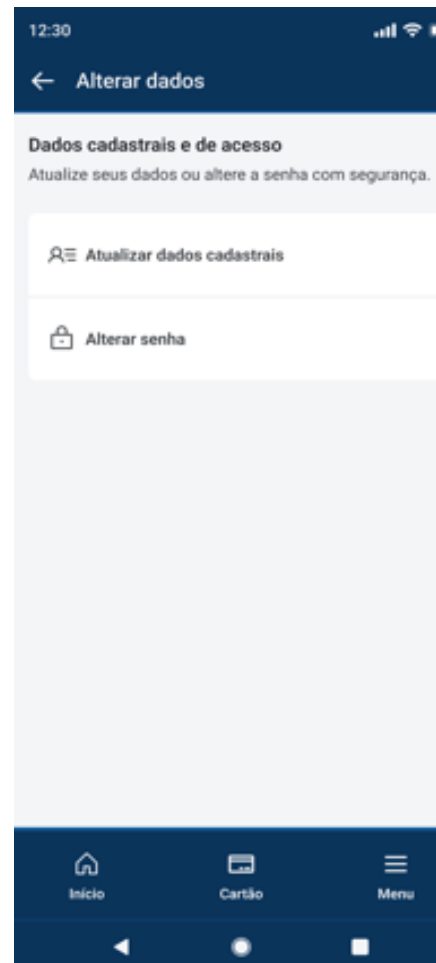 12:30
Alterar dados
Dados cadastrais e de acesso
Atualize seus dados ou altere a senha com segurança.
Atualizar dados cadastrais
Alterar senha
Início
Cartão
Menu